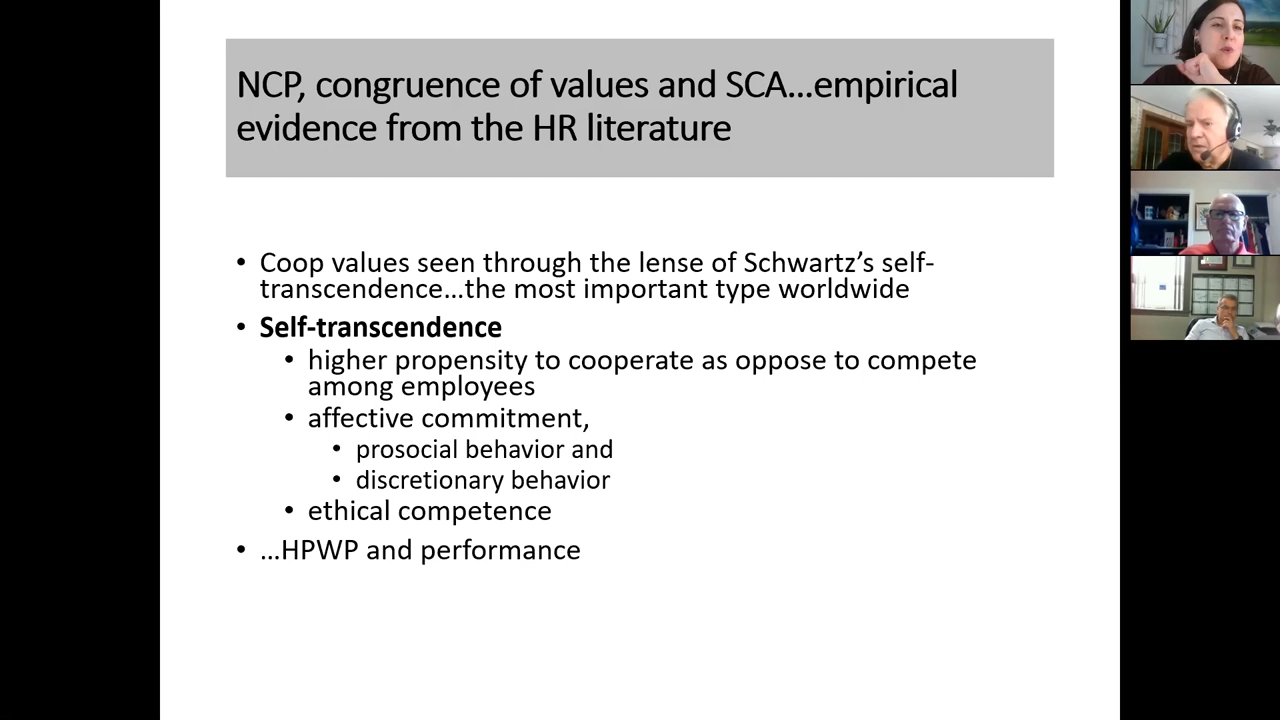 NCP, congruence of values and SCA…empirical
evidence from the HR literature
• Coop values seen through the lense of Schwartz’s self-
transcendence…the most important type worldwide
• Self-transcendence
• higher propensity to cooperate as oppose to compete
among employees
• affective commitment,
• prosocial behavior and
• discretionary behavior
• ethical competence
• …HPWP and performance